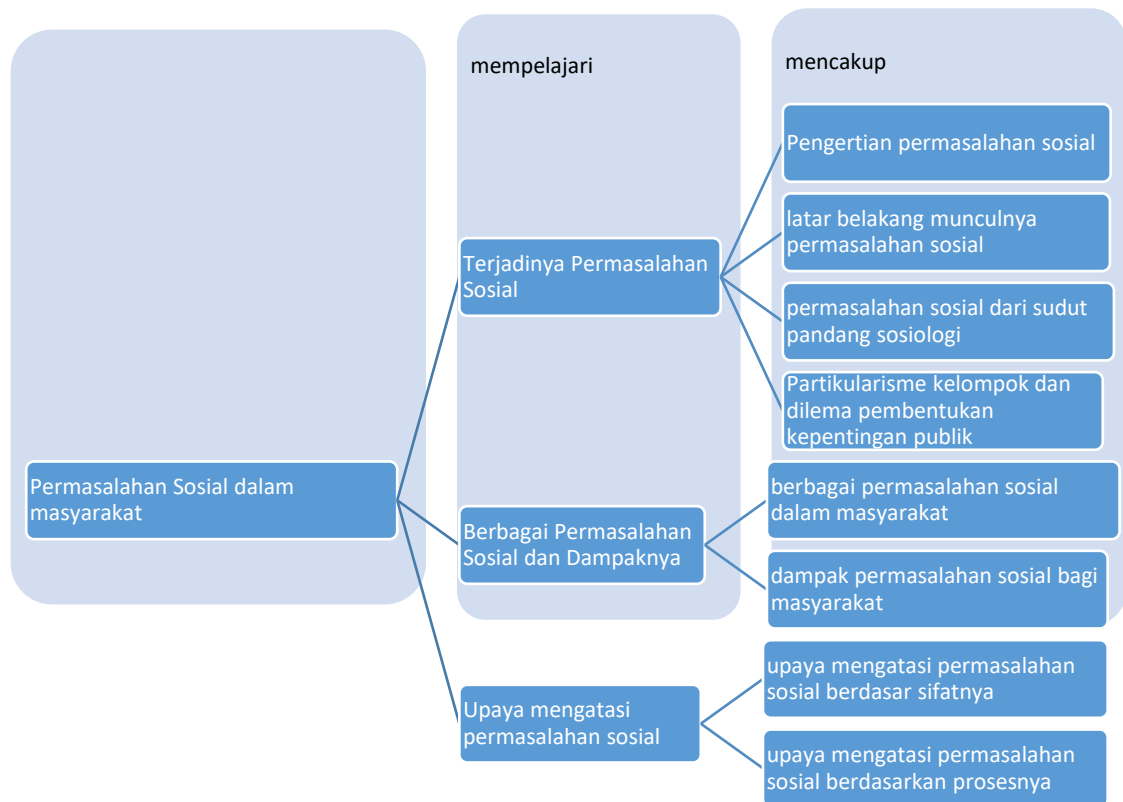 mempelajari
mencakup
Pengertian permasalahan sosial
latar belakang munculnya
permasalahan sosial
Terjadinya Permasalahan
Sosial
permasalahan sosial dari sudut
pandang sosiologi
Partikularisme kelompok dan
dilema pembentukan
kepentingan publik
Permasalahan Sosial dalam
masyarakat
berbagai permasalahan sosial
dalam masyarakat
Berbagai Permasalahan
Sosial dan Dampaknya
dampak permasalahan sosial bagi
masyarakat
upaya mengatasi permasalahan
sosial berdasar sifatnya
Upaya mengatasi
permasalahan sosial
upaya mengatasi permasalahan
sosial berdasarkan prosesnya